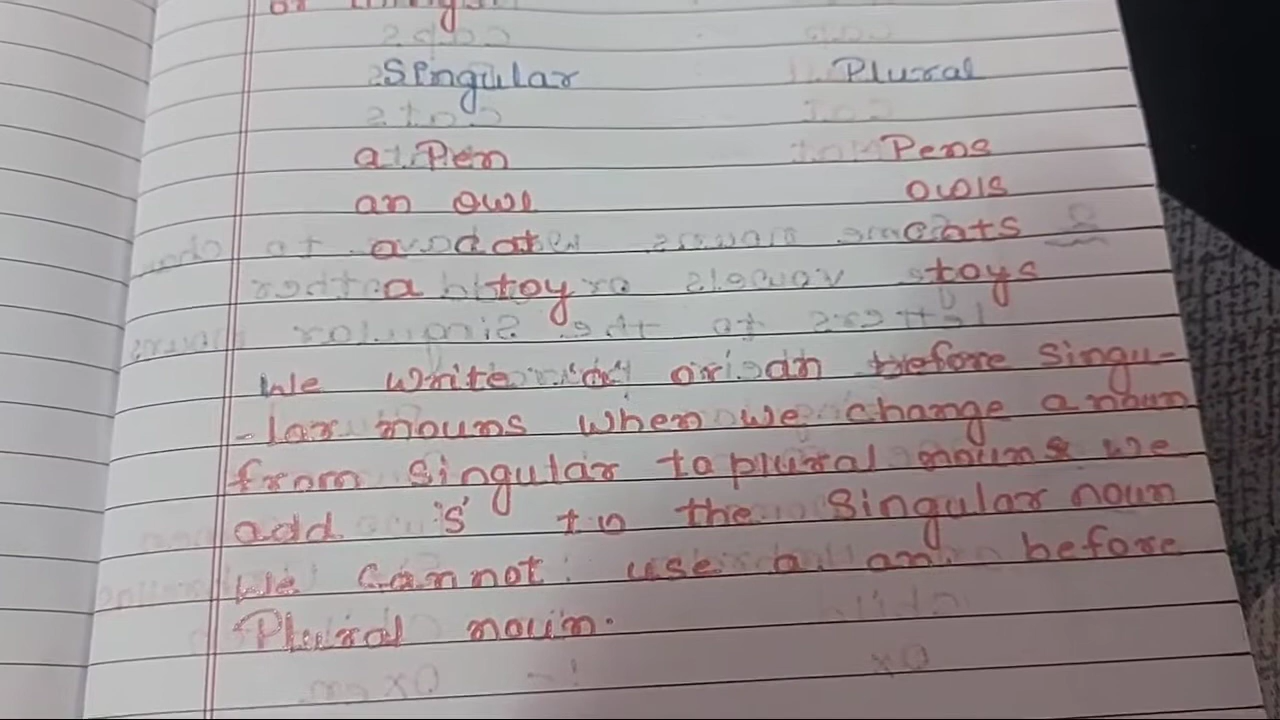 Singular Plural
a Pen Pens
an owl owls
a cat cats
a toy toys
We write 'a' or an before singu-
-lar nouns when we change a noun
from singular to plural nouns we
add 's' to the singular noun
We cannot use a an before
Plural noun.